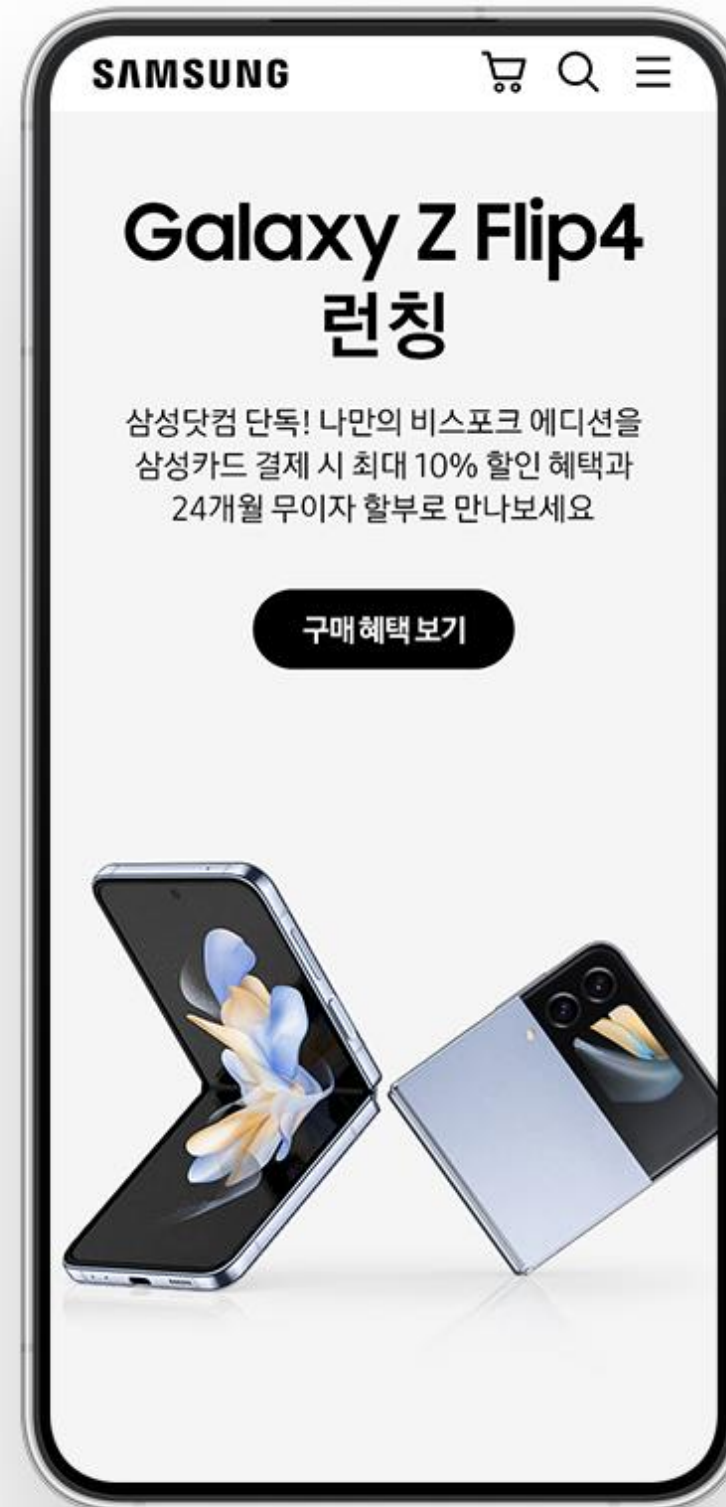 SAMSUNG
Galaxy Z Flip4
런칭
삼성닷컴 단독! 나만의 비스포크 에디션을
삼성카드 결제 시 최대 10% 할인 혜택과
24개월 무이자 할부로 만나보세요
구매 혜택 보기